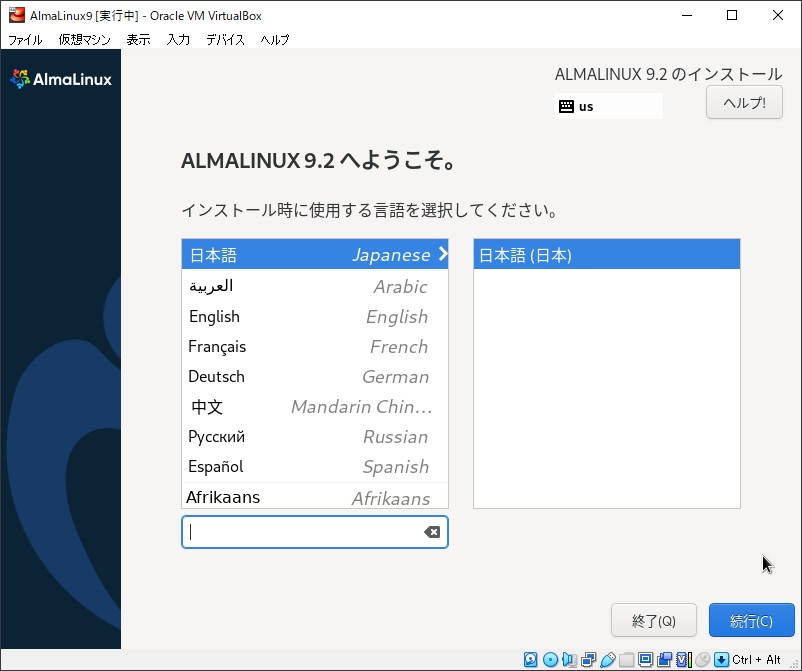 AlmaLinux9 [実行中] - Oracle VM VirtualBox
ファイル 仮想マシン 表示 入力 デバイス ヘルプ
AlmaLinux
ALMALINUX 9.2 のインストール
us
ヘルプ!
ALMALINUX 9.2 へようこそ。
インストール時に使用する言語を選択してください。
日本語 Japanese
日本語 (日本)
العربية Arabic
English English
Français French
Deutsch German
中文 Mandarin Chin...
Русский Russian
Español Spanish
Afrikaans Afrikaans
終了(Q) 続行(C)
Ctrl + Alt